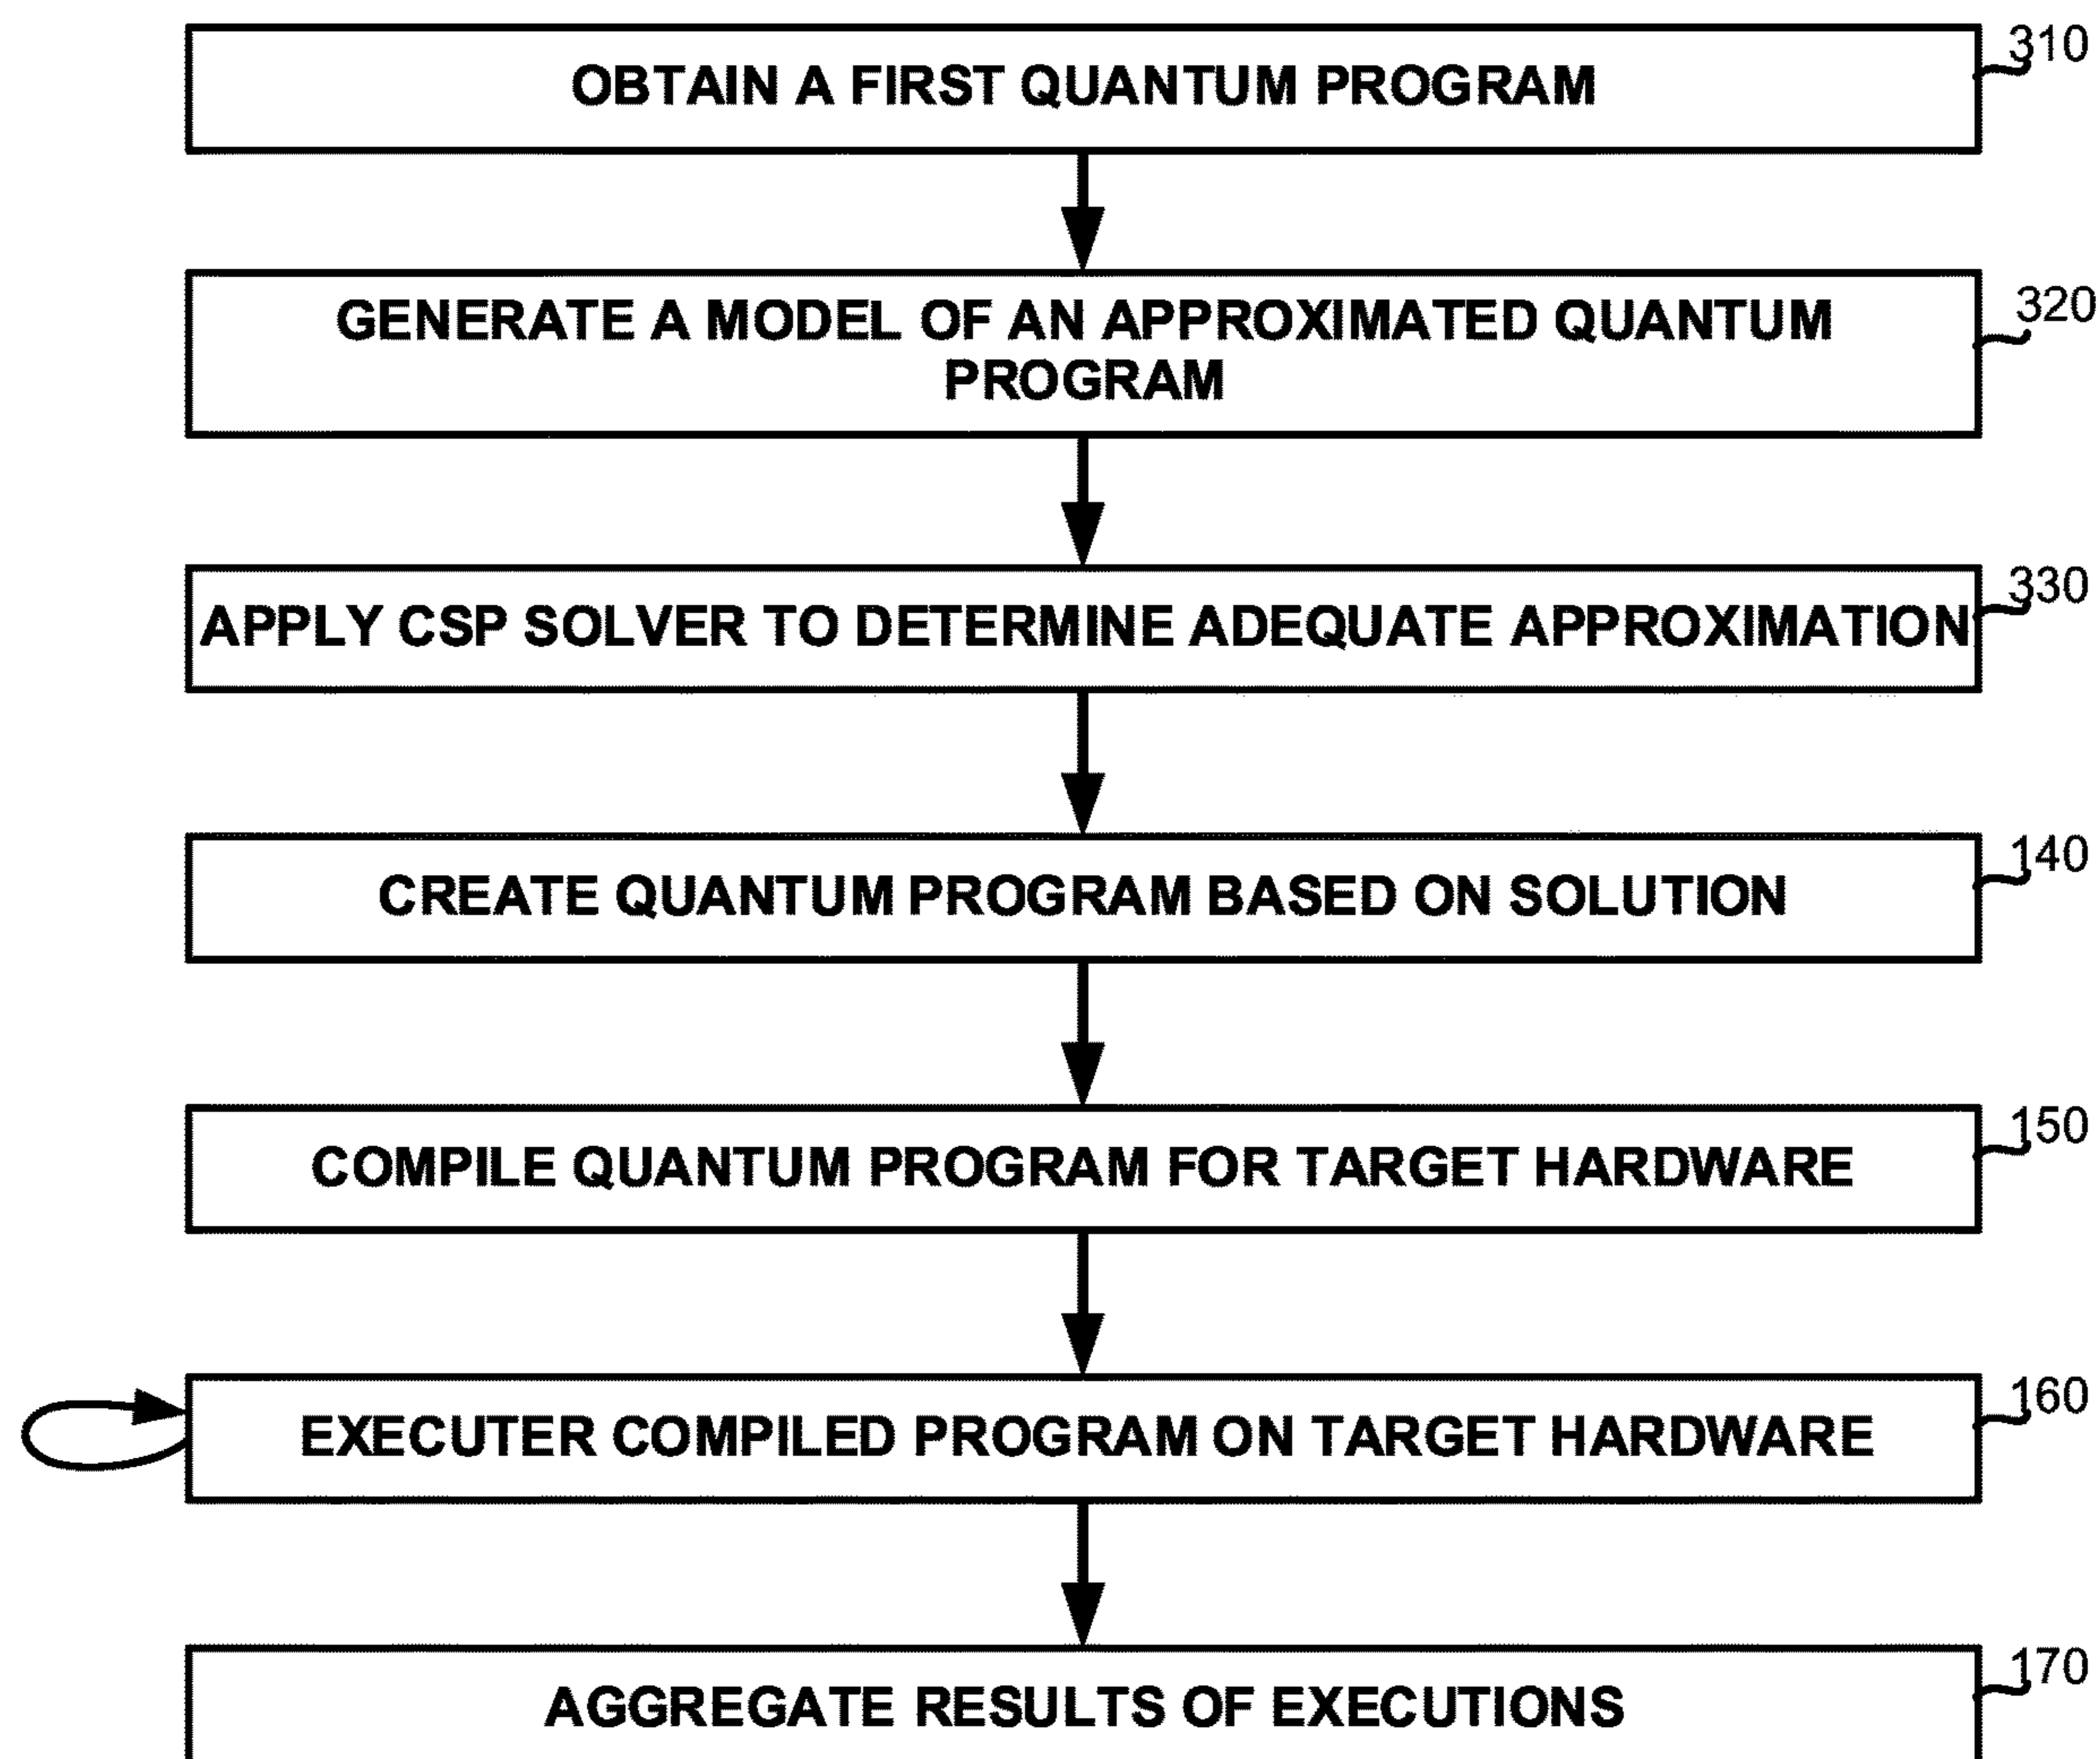 310
OBTAIN A FIRST QUANTUM PROGRAM
320
GENERATE A MODEL OF AN APPROXIMATED QUANTUM
PROGRAM
330
APPLY CSP SOLVER TO DETERMINE ADEQUATE APPROXIMATION
140
CREATE QUANTUM PROGRAM BASED ON SOLUTION
150
COMPILE QUANTUM PROGRAM FOR TARGET HARDWARE
160
EXECUTER COMPILED PROGRAM ON TARGET HARDWARE
170
AGGREGATE RESULTS OF EXECUTIONS